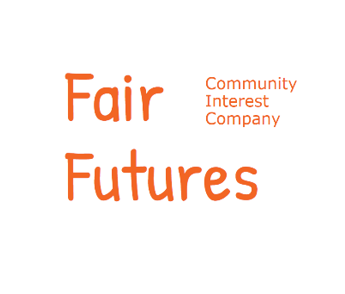 Fair
Futures
Community
Interest
Company